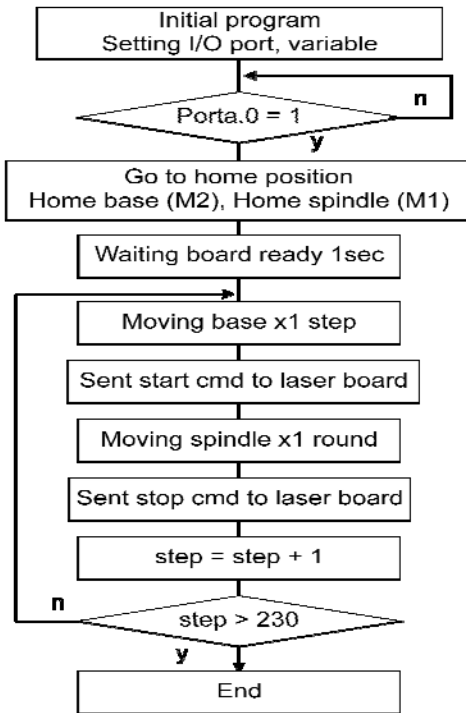 Initial program
Setting I/O port, variable
n
Porta.0 = 1
y
Go to home position
Home base (M2), Home spindle (M1)
Waiting board ready 1sec
Moving base x1 step
Sent start cmd to laser board
Moving spindle x1 round
Sent stop cmd to laser board
step = step + 1
n
step > 230
y
End